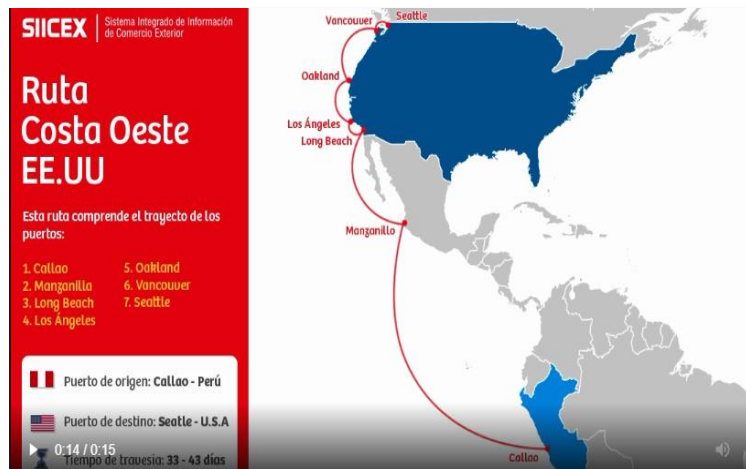 SIICEX
Sistema Integrado de Información
de Comercio Exterior
Ruta
Costa Oeste
EE.UU
Esta ruta comprende el trayecto de los
puertos:
1. Callao
2. Manzanilla
3. Long Beach
4. Los Ángeles
5. Oakland
6. Vancouver
7. Seattle
Puerto de origen: Callao - Perú
Puerto de destino: Seatle - U.S.A
0:14 / 0:15
Tiempo de travesía: 33 - 43 días
Vancouver
Seattle
Oakland
Los Ángeles
Long Beach
Manzanillo
Callao